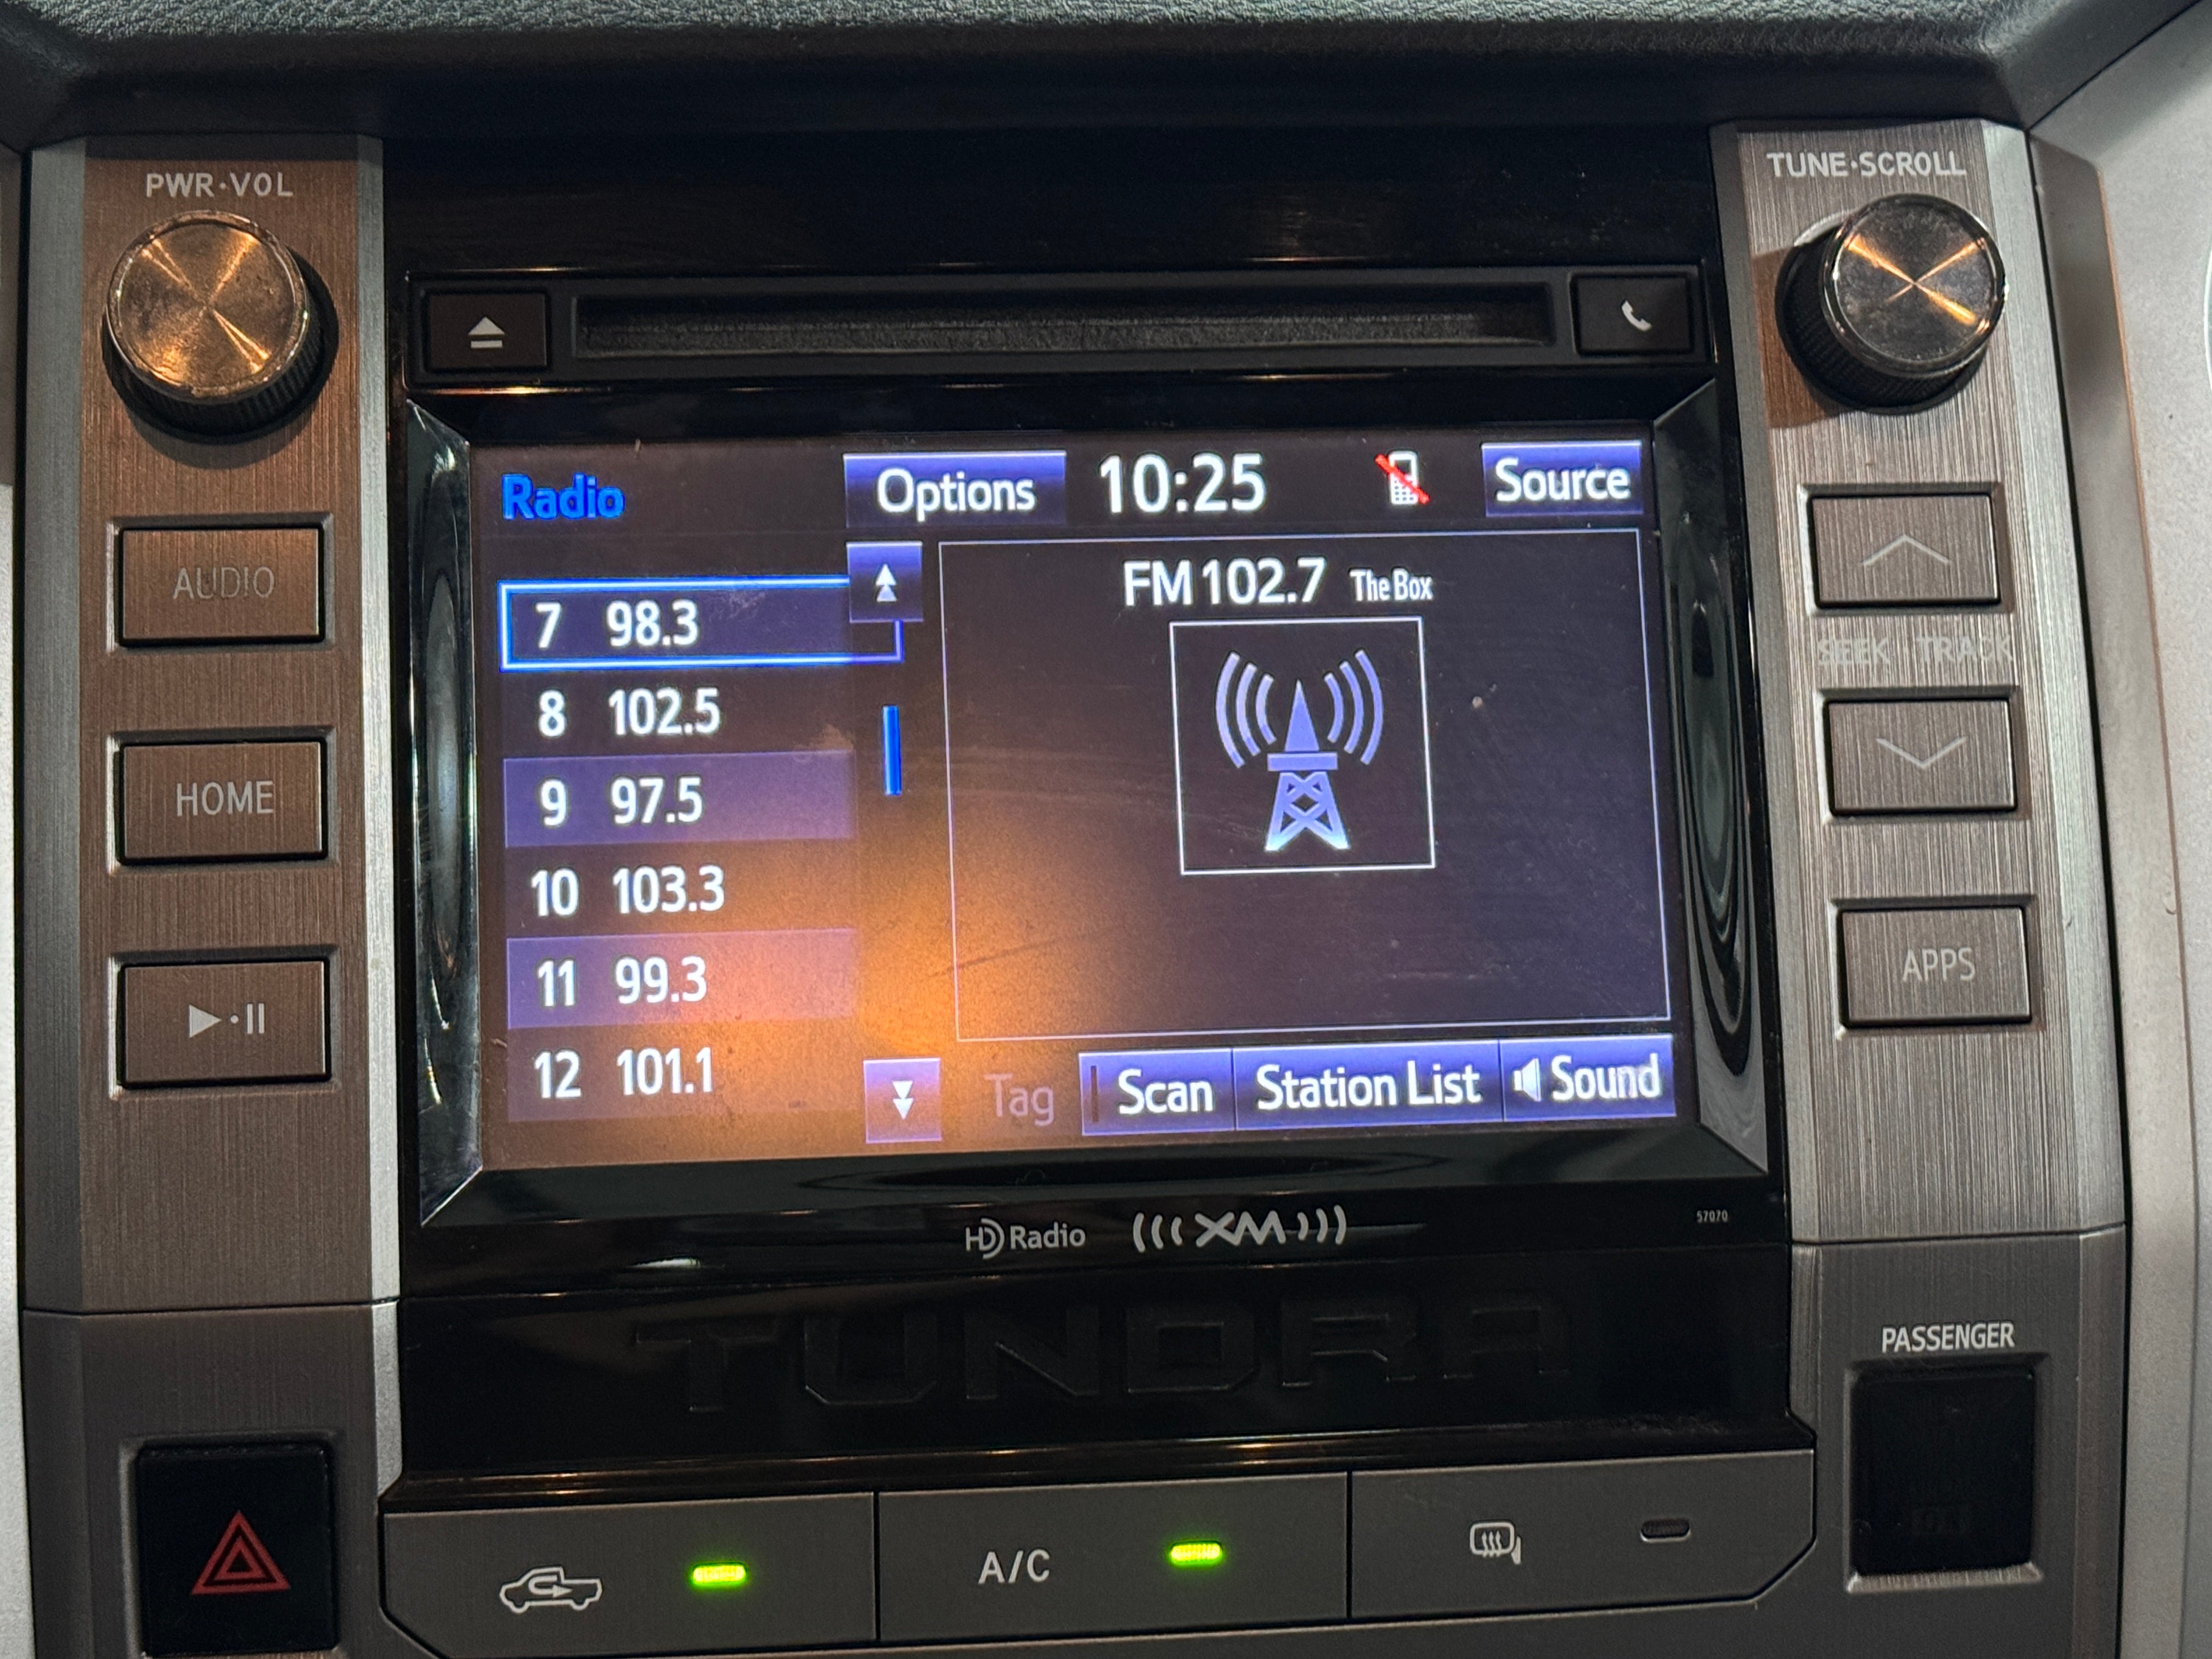 PWR·VOL
TUNE·SCROLL
Radio
Options
10:25
Source
AUDIO
7 98.3
FM 102.7 The Box
SEEK TRACK
8 102.5
HOME
9 97.5
10 103.3
11 99.3
APPS
12 101.1
Tag
Scan
Station List
Sound
HD Radio
(((XM)))
57070
TUNDRA
PASSENGER
A/C